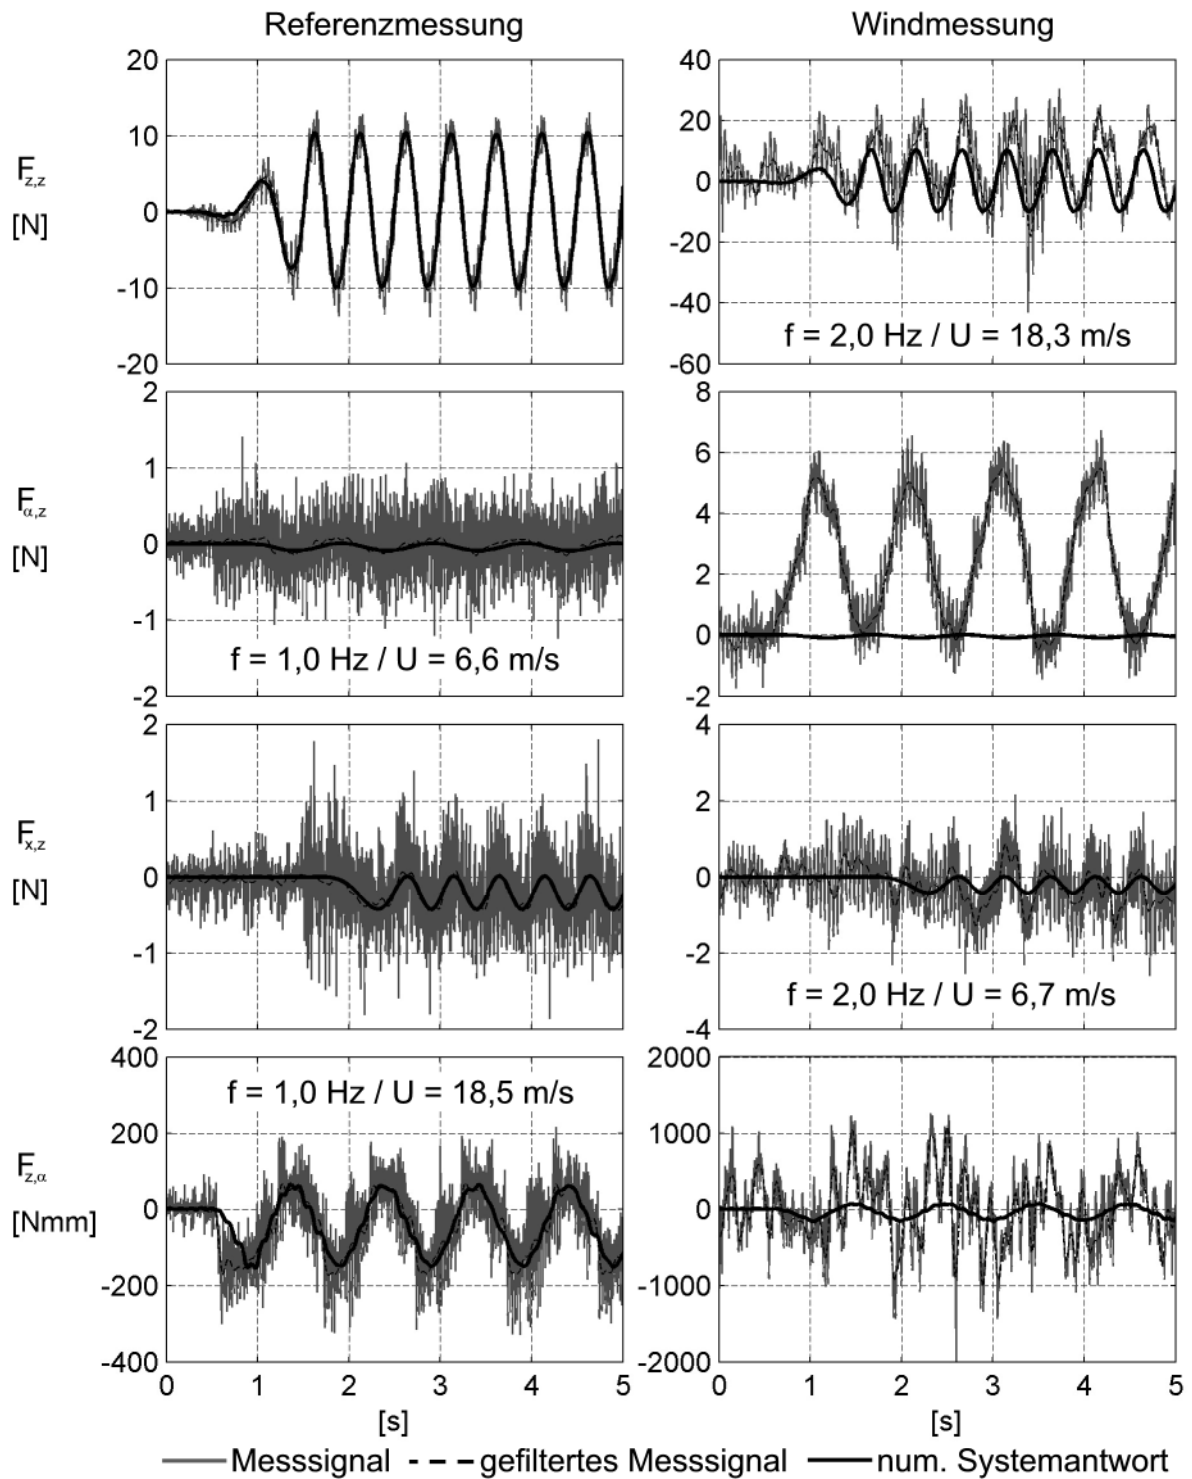 Referenzmessung Windmessung
20 40
10 20
F_z,z 0 0
[N] -20
-10 -40
f = 2,0 Hz / U = 18,3 m/s
-20 -60
2 8
1 6
F_α,z 4
[N] 0 2
-1 0
f = 1,0 Hz / U = 6,6 m/s
-2 -2
2 4
1 2
F_x,z 0 0
[N]
-1 -2
f = 2,0 Hz / U = 6,7 m/s
-2 -4
400 2000
f = 1,0 Hz / U = 18,5 m/s
200 1000
F_z,α
[Nmm] 0 0
-200 -1000
-400 -2000
0 1 2 3 4 5 0 1 2 3 4 5
[s] [s]
Messsignal gefiltertes Messsignal num. Systemantwort